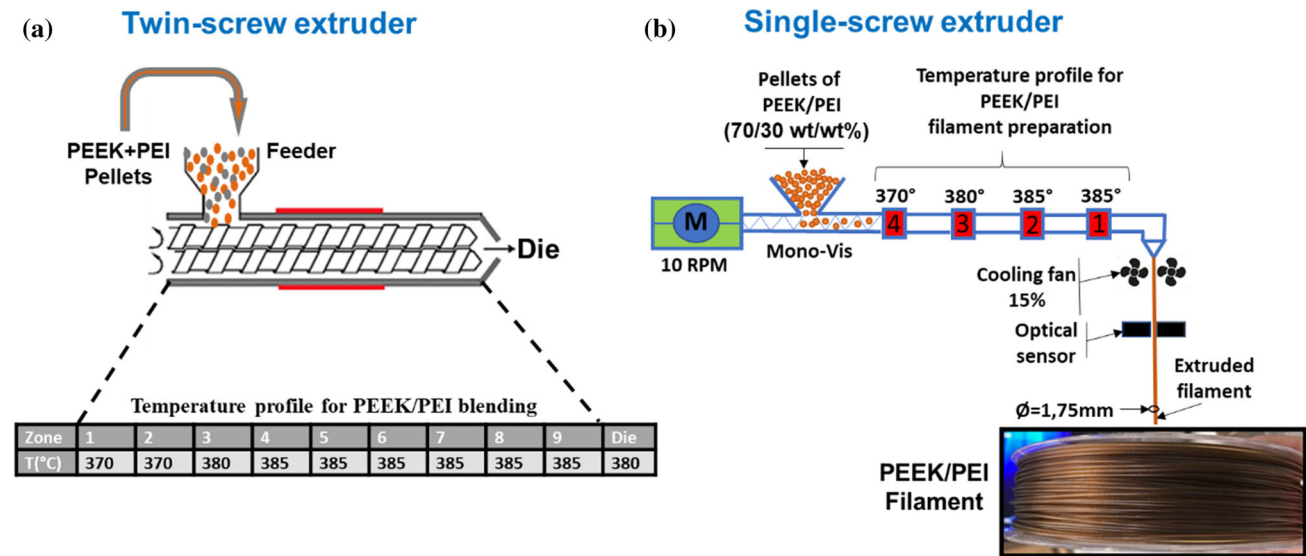 (a)
Twin-screw extruder
PEEK+PEI
Pellets
Feeder
Die
Temperature profile for PEEK/PEI blending
Zone 1 2 3 4 5 6 7 8 9 Die
T(°C) 370 370 380 385 385 385 385 385 385 380
(b)
Single-screw extruder
Pellets of
PEEK/PEI
(70/30 wt/wt%)
Temperature profile for
PEEK/PEI
filament preparation
370° 380° 385° 385°
M
4 3 2 1
10 RPM
Mono-Vis
Cooling fan
15%
Optical
sensor
Extruded
filament
Ø=1,75mm
PEEK/PEI
Filament